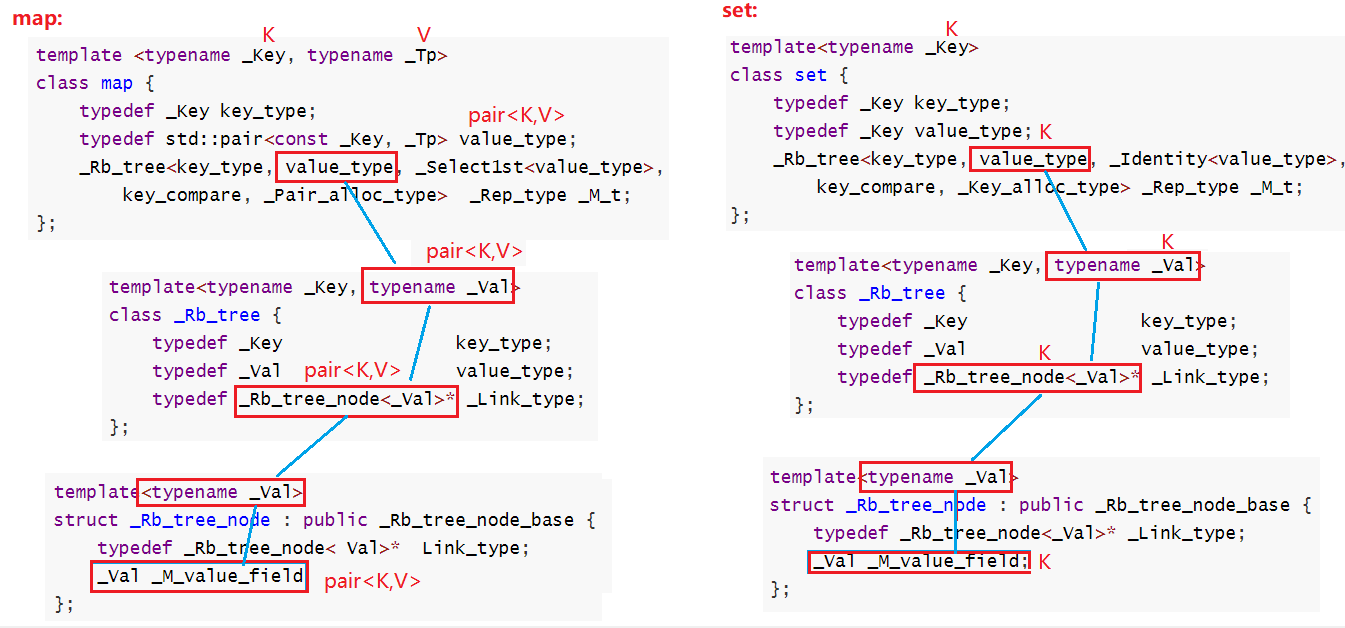 map:
K V
template <typename _Key, typename _Tp>
class map {
typedef _Key key_type;
pair<K,V>
typedef std::pair<const _Key, _Tp> value_type;
_Rb_tree<key_type, value_type, _Select1st<value_type>,
key_compare, _Pair_alloc_type> _Rep_type _M_t;
};
pair<K,V>
template<typename _Key, typename _Val>
class _Rb_tree {
typedef _Key key_type;
typedef _Val value_type;
pair<K,V>
typedef _Rb_tree_node<_Val>* _Link_type;
};
template<typename _Val>
struct _Rb_tree_node : public _Rb_tree_node_base {
typedef _Rb_tree_node< Val>* Link_type;
_Val _M_value_field
pair<K,V>
};
set:
K
template<typename _Key>
class set {
typedef _Key key_type;
typedef _Key value_type; K
_Rb_tree<key_type, value_type, _Identity<value_type>,
key_compare, _Key_alloc_type> _Rep_type _M_t;
};
K
template<typename _Key, typename _Val>
class _Rb_tree {
typedef _Key key_type;
typedef _Val value_type;
K
typedef _Rb_tree_node<_Val>* _Link_type;
};
template<typename _Val>
struct _Rb_tree_node : public _Rb_tree_node_base {
typedef _Rb_tree_node<_Val>* _Link_type;
_Val _M_value_field; K
};